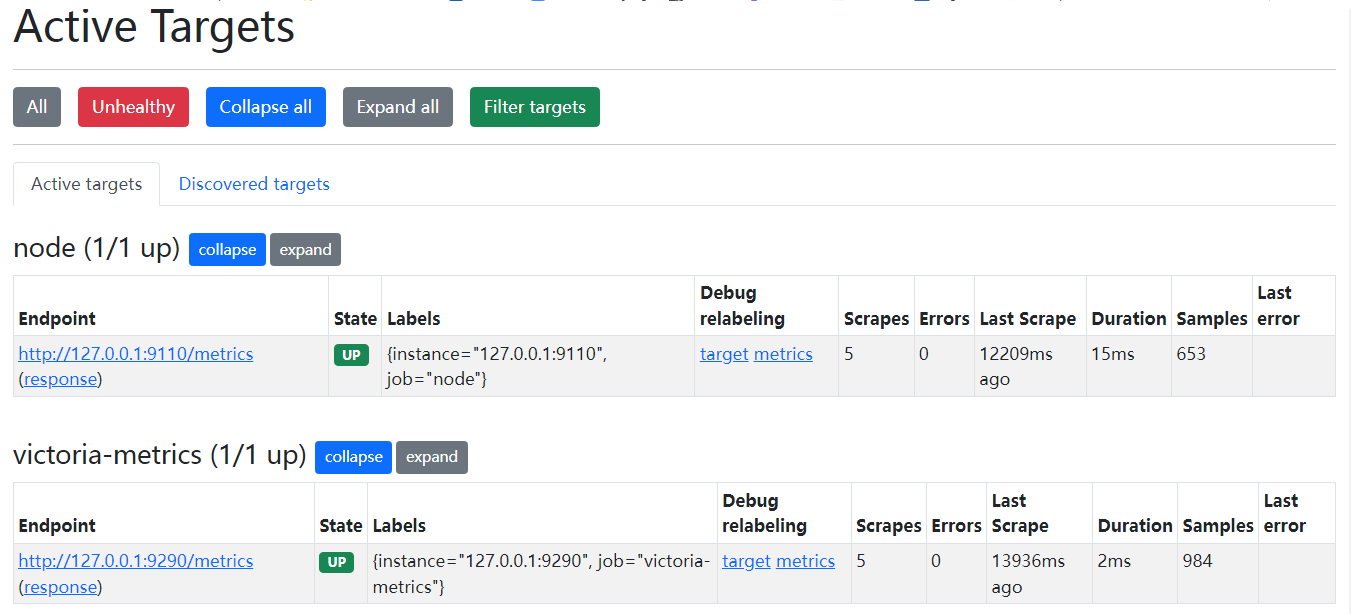 Active Targets
All Unhealthy Collapse all Expand all Filter targets
Active targets Discovered targets
node (1/1 up) collapse expand
Endpoint State Labels Debug relabeling Scrapes Errors Last Scrape Duration Samples Last error
http://127.0.0.1:9110/metrics UP {instance="127.0.0.1:9110", target metrics 5 0 12209ms 15ms 653
(response) job="node"} ago
victoria-metrics (1/1 up) collapse expand
Endpoint State Labels Debug relabeling Scrapes Errors Last Scrape Duration Samples Last error
http://127.0.0.1:9290/metrics UP {instance="127.0.0.1:9290", job="victoria- target metrics 5 0 13936ms 2ms 984
(response) metrics"} ago